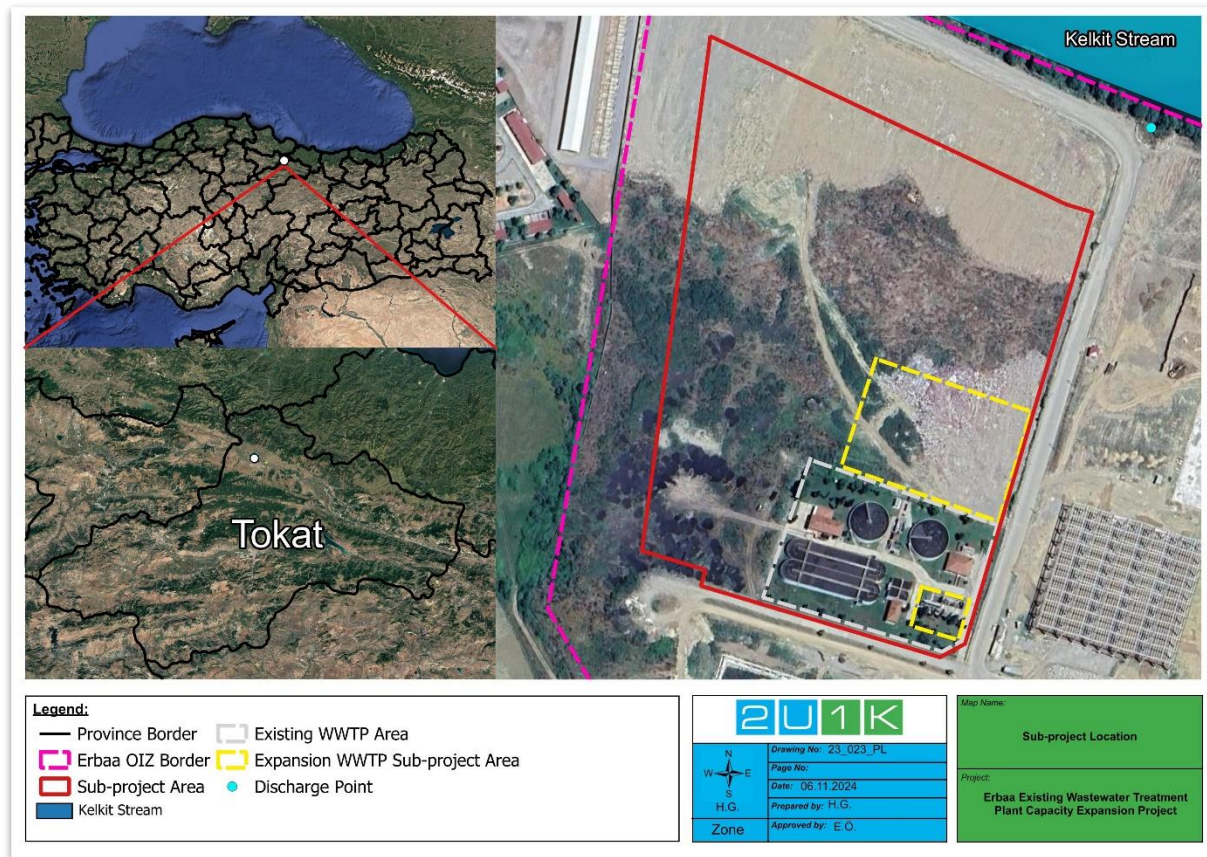 Kelkit Stream
Tokat
Legend:
Province Border
Erbaa OIZ Border
Sub-project Area
Kelkit Stream
Existing WWTP Area
Expansion WWTP Sub-project Area
Discharge Point
2U1K
N
W E
S
H.G.
Zone
Drawing No: 23_023_PL
Page No:
Date: 06.11.2024
Prepared by: H.G.
Approved by: E.Ö.
Map Name:
Sub-project Location
Project:
Erbaa Existing Wastewater Treatment
Plant Capacity Expansion Project